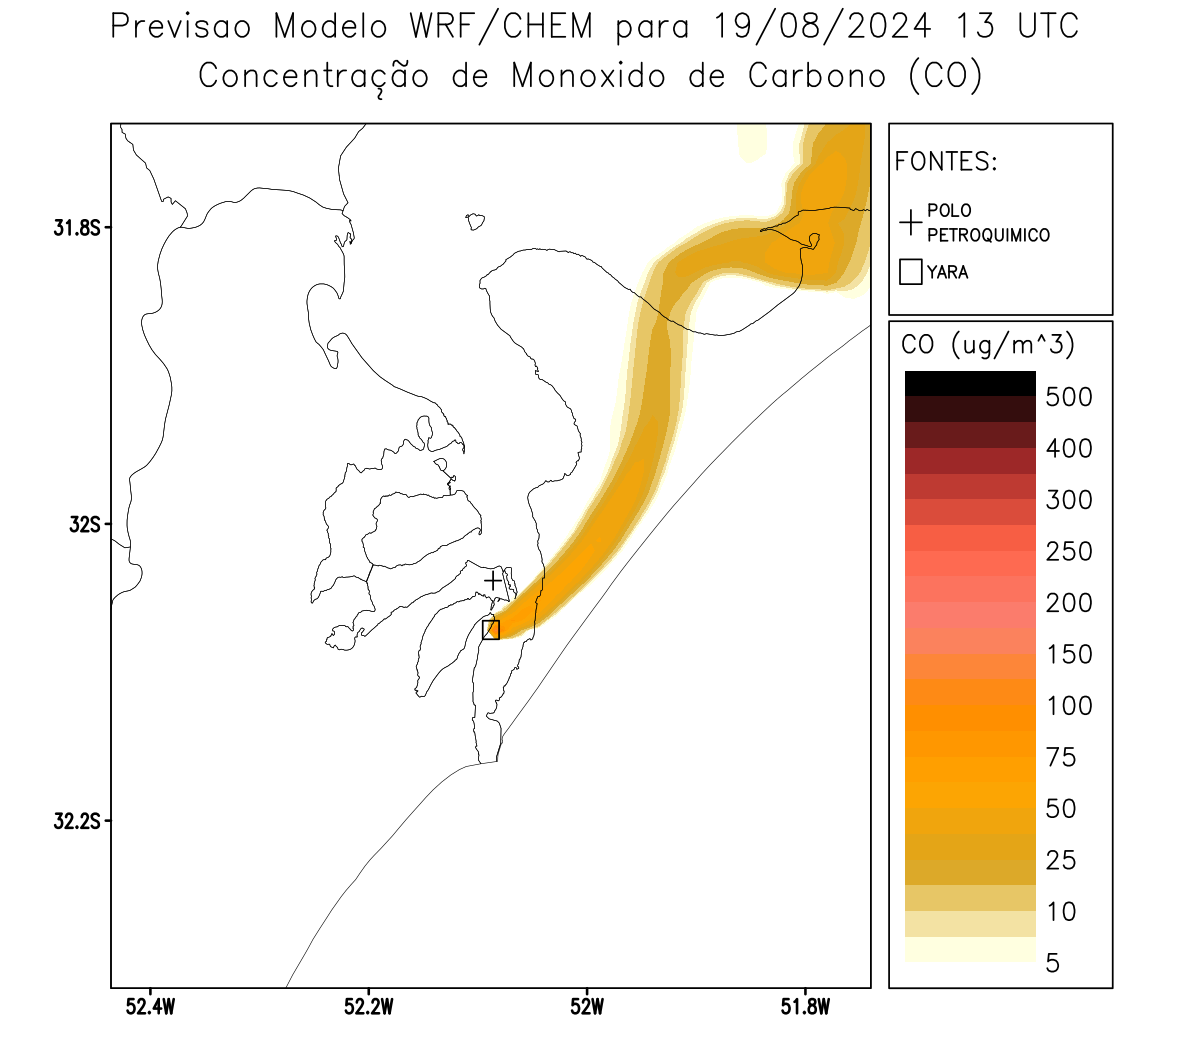 Previsao Modelo WRF/CHEM para 19/08/2024 13 UTC
Concentração de Monoxido de Carbono (CO)
FONTES:
POLO
PETROQUIMICO
YARA
CO (ug/m^3)
500
400
300
250
200
150
100
75
50
25
10
5
31.8S
32S
32.2S
52.4W
52.2W
52W
51.8W